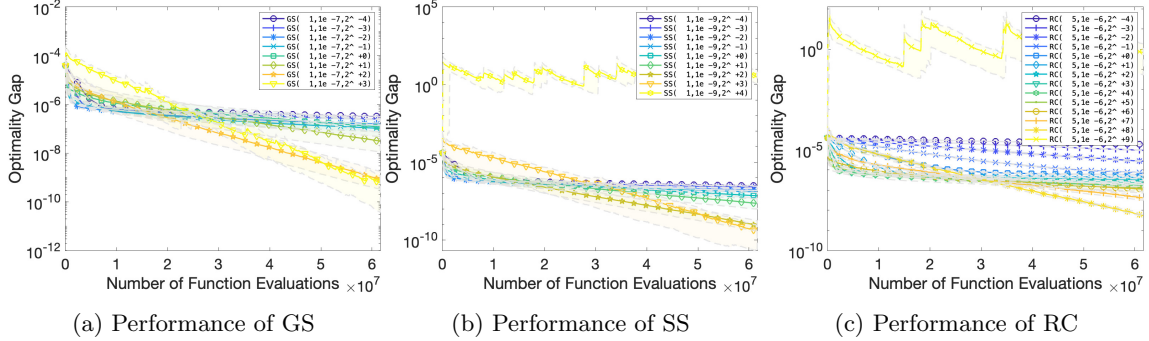 10^-2
10^-4
10^-6
10^-8
10^-10
10^-12
Optimality Gap
0 1 2 3 4 5 6
Number of Function Evaluations ×10^7
GS( 1,1e -7,2^ -4)
GS( 1,1e -7,2^ -3)
GS( 1,1e -7,2^ -2)
GS( 1,1e -7,2^ -1)
GS( 1,1e -7,2^ +0)
GS( 1,1e -7,2^ +1)
GS( 1,1e -7,2^ +2)
GS( 1,1e -7,2^ +3)
(a) Performance of GS
10^5
10^0
10^-5
10^-10
Optimality Gap
0 1 2 3 4 5 6
Number of Function Evaluations ×10^7
SS( 1,1e -9,2^ -4)
SS( 1,1e -9,2^ -3)
SS( 1,1e -9,2^ -2)
SS( 1,1e -9,2^ -1)
SS( 1,1e -9,2^ +0)
SS( 1,1e -9,2^ +1)
SS( 1,1e -9,2^ +2)
SS( 1,1e -9,2^ +3)
SS( 1,1e -9,2^ +4)
(b) Performance of SS
10^0
10^-5
10^-10
Optimality Gap
0 1 2 3 4 5 6
Number of Function Evaluations ×10^7
RC( 5,1e -6,2^ -4)
RC( 5,1e -6,2^ -3)
RC( 5,1e -6,2^ -2)
RC( 5,1e -6,2^ -1)
RC( 5,1e -6,2^ +0)
RC( 5,1e -6,2^ +1)
RC( 5,1e -6,2^ +2)
RC( 5,1e -6,2^ +3)
RC( 5,1e -6,2^ +4)
RC( 5,1e -6,2^ +5)
RC( 5,1e -6,2^ +6)
RC( 5,1e -6,2^ +7)
RC( 5,1e -6,2^ +8)
RC( 5,1e -6,2^ +9)
(c) Performance of RC